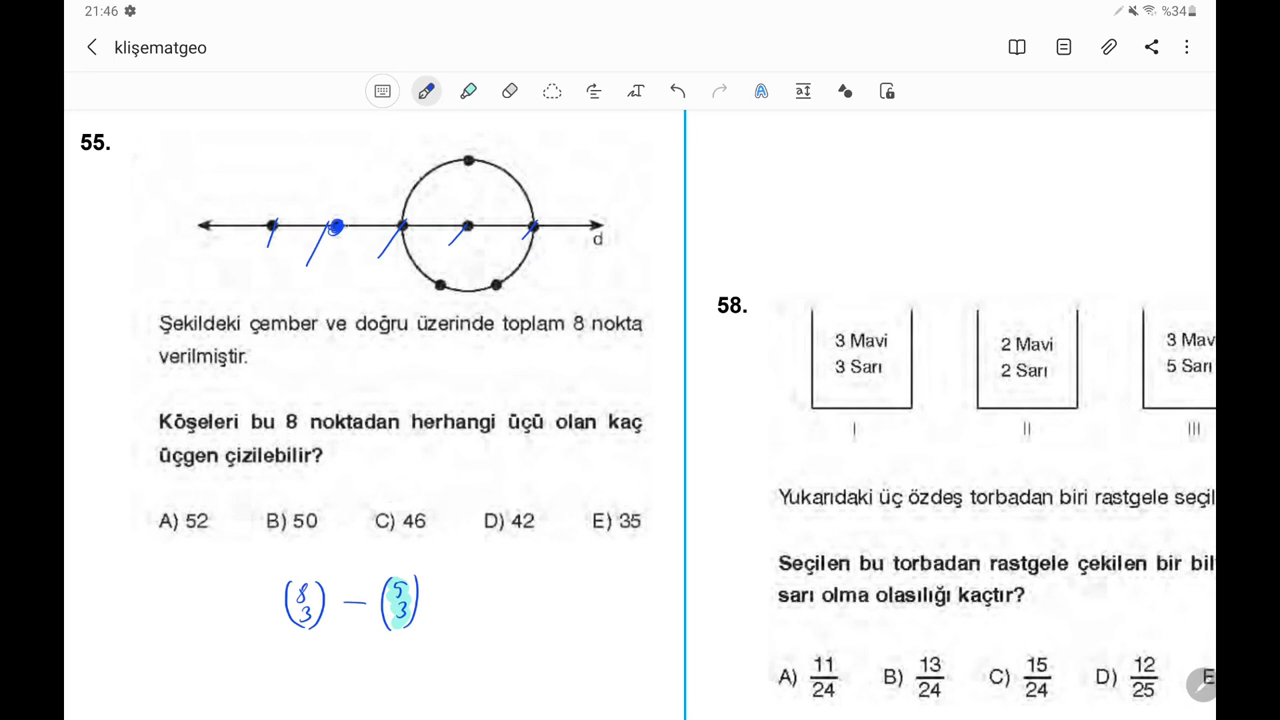 21:46
%34
klişematgeo
55.
d
Şekildeki çember ve doğru üzerinde toplam 8 nokta
verilmiştir.
Köşeleri bu 8 noktadan herhangi üçü olan kaç
üçgen çizilebilir?
A) 52 B) 50 C) 46 D) 42 E) 35
(8 3) - (5 3)
58.
3 Mavi 2 Mavi 3 Mav
3 Sarı 2 Sarı 5 Sarı
I II III
Yukarıdaki üç özdeş torbadan biri rastgele seçil
Seçilen bu torbadan rastgele çekilen bir bil
sarı olma olasılığı kaçtır?
A) 11/24 B) 13/24 C) 15/24 D) 12/25 E